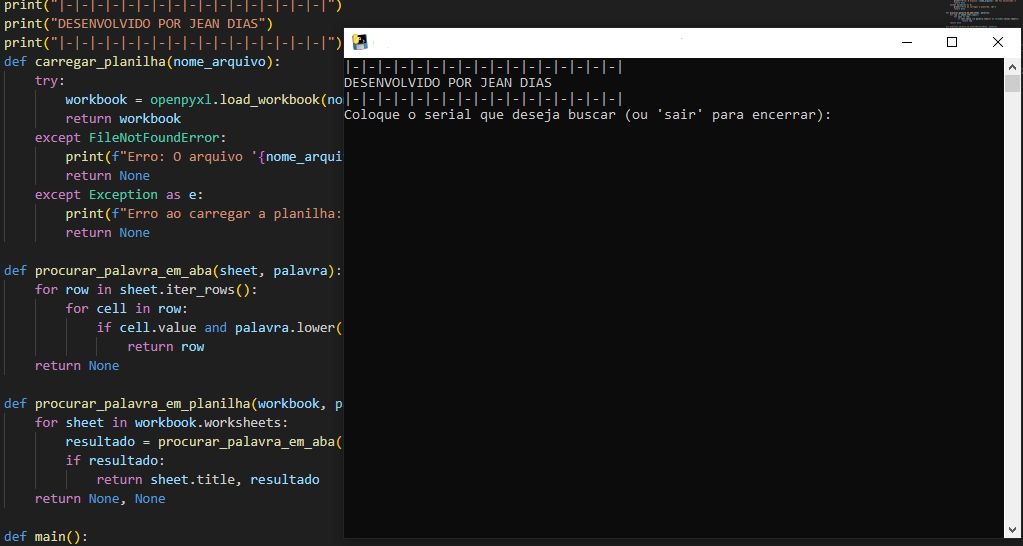 print("|-|-|-|-|-|-|-|-|-|-|-|-|-|-|-|-|-|")
print("DESENVOLVIDO POR JEAN DIAS")
print("|-|-|-|-|-|-|-|-|-|-|-|-|-|-|-|-|-|")
def carregar_planilha(nome_arquivo):
    try:
        workbook = openpyxl.load_workbook(no
        return workbook
    except FileNotFoundError:
        print(f"Erro: O arquivo '{nome_arqui
        return None
    except Exception as e:
        print(f"Erro ao carregar a planilha:
        return None
def procurar_palavra_em_aba(sheet, palavra):
    for row in sheet.iter_rows():
        for cell in row:
            if cell.value and palavra.lower(
                return row
    return None
def procurar_palavra_em_planilha(workbook, p
    for sheet in workbook.worksheets:
        resultado = procurar_palavra_em_aba(
        if resultado:
            return sheet.title, resultado
    return None, None
def main():
|-|-|-|-|-|-|-|-|-|-|-|-|-|-|-|-|-|
DESENVOLVIDO POR JEAN DIAS
|-|-|-|-|-|-|-|-|-|-|-|-|-|-|-|-|-|
Coloque o serial que deseja buscar (ou 'sair' para encerrar):